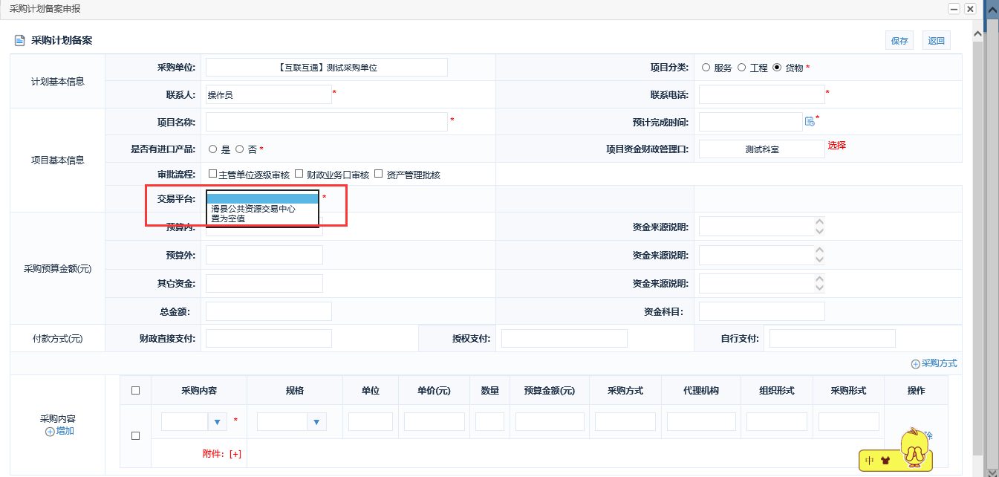 采购计划备案申报
采购计划备案
保存 返回
计划基本信息
采购单位: 【互联互通】测试采购单位 项目分类: 服务 工程 货物 *
联系人: 操作员 * 联系电话: *
项目基本信息
项目名称: * 预计完成时间: *
是否有进口产品: 是 否 * 项目资金财政管理口: 测试科室 选择
审批流程: 主管单位逐级审核 财政业务口审核 资产管理批核
交易平台: *
滑县公共资源交易中心
置为空值
采购预算金额(元)
预算内: 资金来源说明:
预算外: 资金来源说明:
其它资金: 资金来源说明:
总金额: 资金科目:
付款方式(元) 财政直接支付: 授权支付: 自行支付:
采购方式
采购内容 规格 单位 单价(元) 数量 预算金额(元) 采购方式 代理机构 组织形式 采购形式 操作
采购内容
增加
*
除
附件: [+]
中